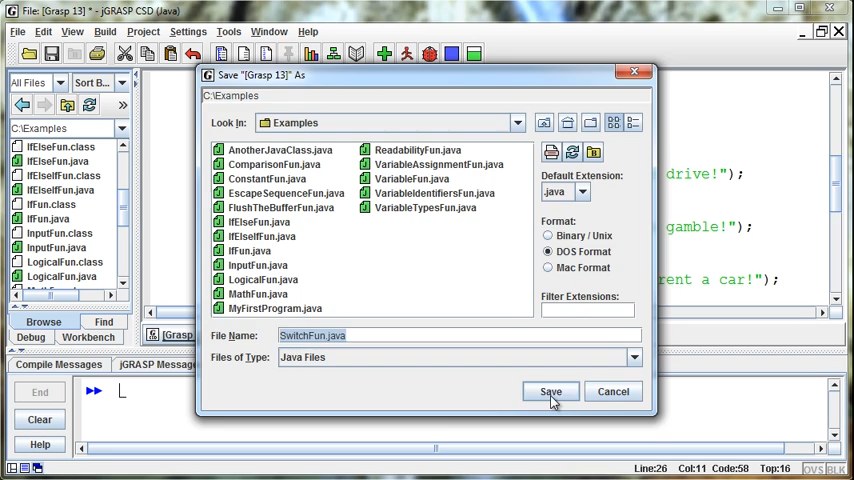 File: [Grasp 13] * - jGRASP CSD (Java)
File Edit View Build Project Settings Tools Window Help
All Files Sort B...
C:\Examples
IfElseFun.class
IfElseFun.java
IfElseIfFun.class
IfElseIfFun.java
IfFun.class
IfFun.java
InputFun.class
InputFun.java
LogicalFun.class
LogicalFun.java
Browse Find
Debug Workbench
[Grasp
drive!");
gamble!");
rent a car!");
Save "[Grasp 13]" As
C:\Examples
Look In: Examples
AnotherJavaClass.java
ComparisonFun.java
ConstantFun.java
EscapeSequenceFun.java
FlushTheBufferFun.java
IfElseFun.java
IfElseIfFun.java
IfFun.java
InputFun.java
LogicalFun.java
MathFun.java
MyFirstProgram.java
ReadabilityFun.java
VariableAssignmentFun.java
VariableFun.java
VariableIdentifiersFun.java
VariableTypesFun.java
Default Extension:
.java
Format:
Binary / Unix
DOS Format
Mac Format
Filter Extensions:
File Name: SwitchFun.java
Files of Type: Java Files
Save Cancel
Compile Messages jGRASP Messag
End
Clear
Help
Line:26 Col:11 Code:58 Top:16 OVS BLK